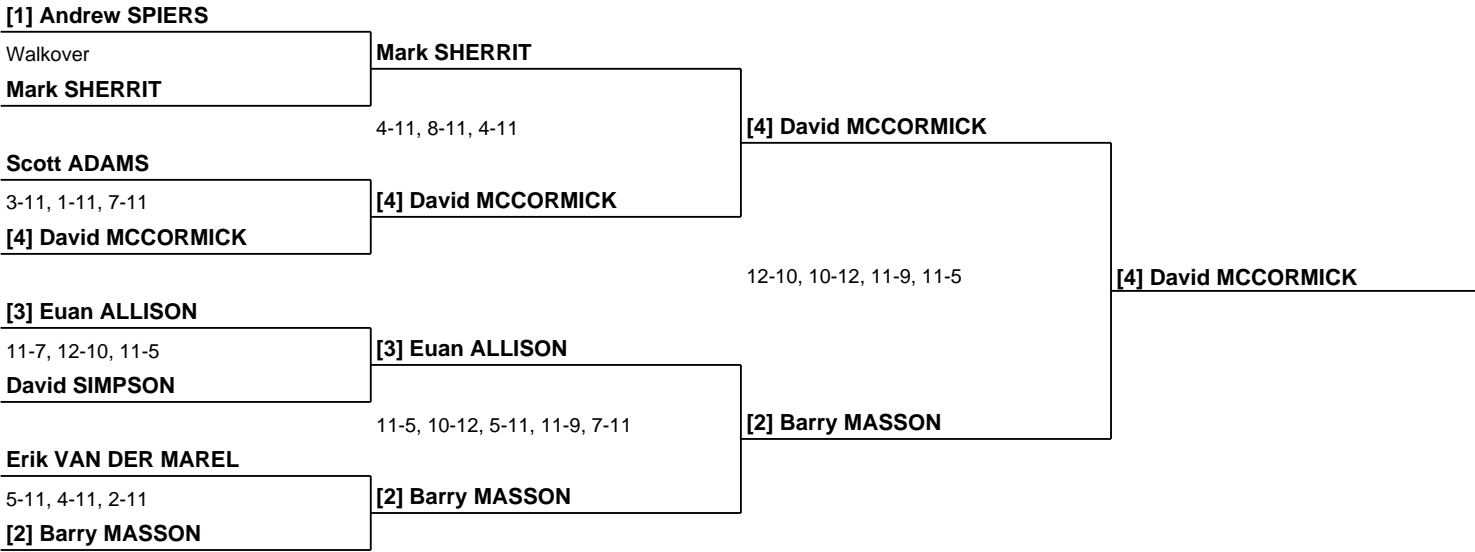 [1] Andrew SPIERS
Walkover
Mark SHERRIT
Mark SHERRIT
4-11, 8-11, 4-11
[4] David MCCORMICK
Scott ADAMS
3-11, 1-11, 7-11
[4] David MCCORMICK
[4] David MCCORMICK
12-10, 10-12, 11-9, 11-5
[4] David MCCORMICK
[3] Euan ALLISON
11-7, 12-10, 11-5
[3] Euan ALLISON
David SIMPSON
11-5, 10-12, 5-11, 11-9, 7-11
[2] Barry MASSON
Erik VAN DER MAREL
5-11, 4-11, 2-11
[2] Barry MASSON
[2] Barry MASSON